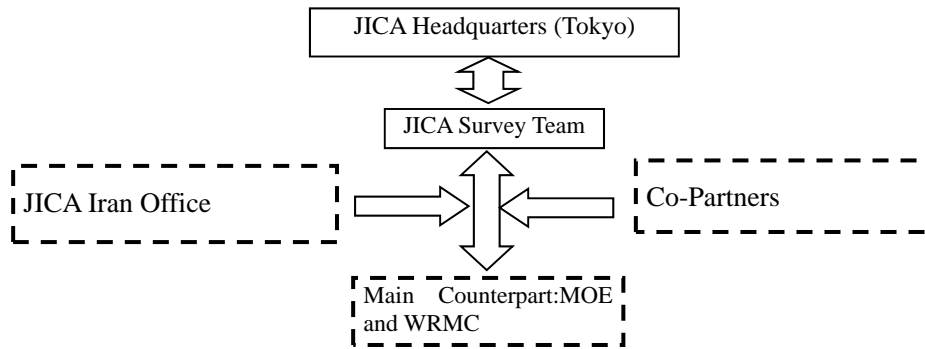 JICA Headquarters (Tokyo)
JICA Survey Team
JICA Iran Office
Co-Partners
Main Counterpart:MOE
and WRMC